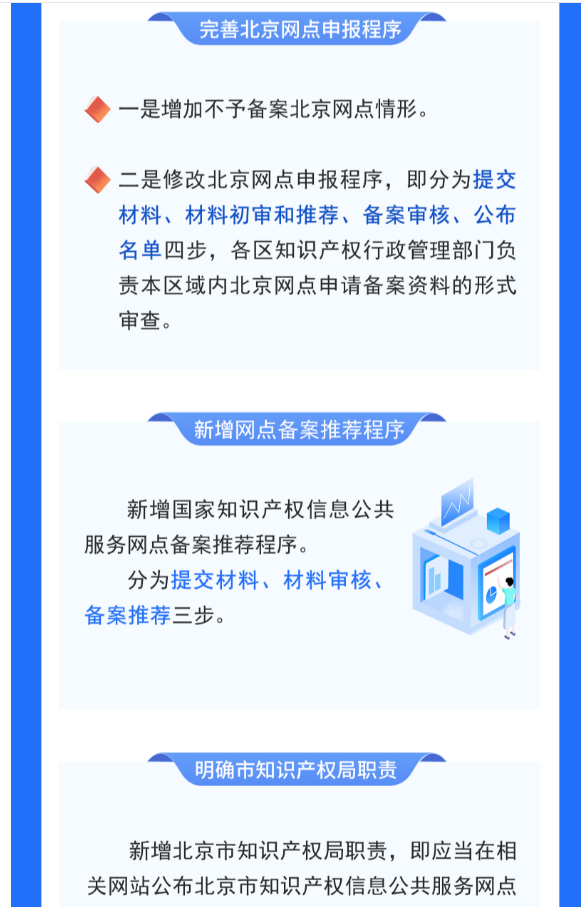 完善北京网点申报程序
一是增加不予备案北京网点情形。
二是修改北京网点申报程序，即分为提交
材料、材料初审和推荐、备案审核、公布
名单四步，各区知识产权行政管理部门负
责本区域内北京网点申请备案资料的形式
审查。
新增网点备案推荐程序
新增国家知识产权信息公共
服务网点备案推荐程序。
分为提交材料、材料审核、
备案推荐三步。
明确市知识产权局职责
新增北京市知识产权局职责，即应当在相
关网站公布北京市知识产权信息公共服务网点